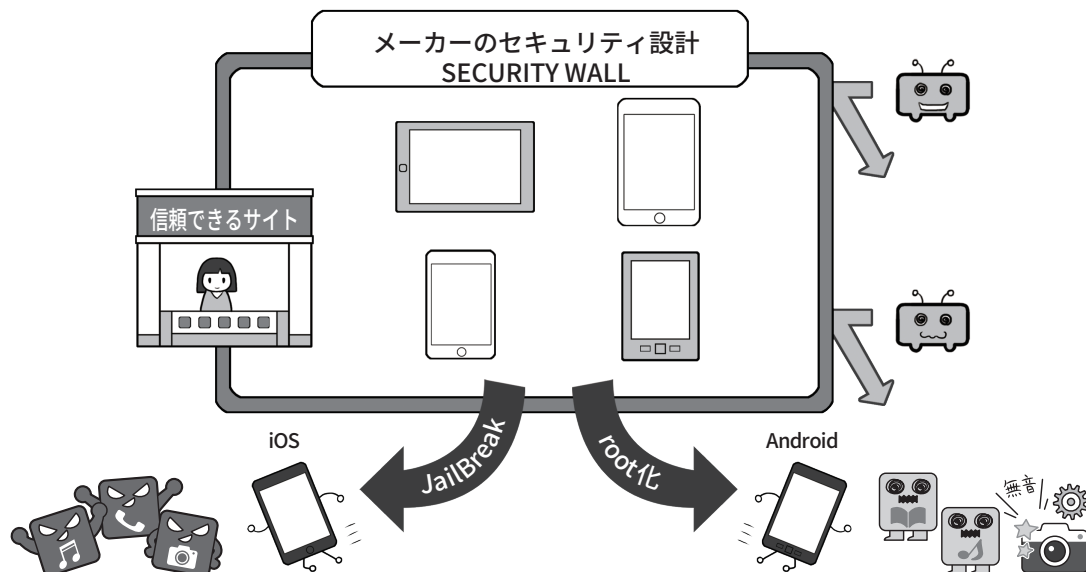 メーカーのセキュリティ設計
SECURITY WALL
信頼できるサイト
iOS
JailBreak
root化
Android
無音